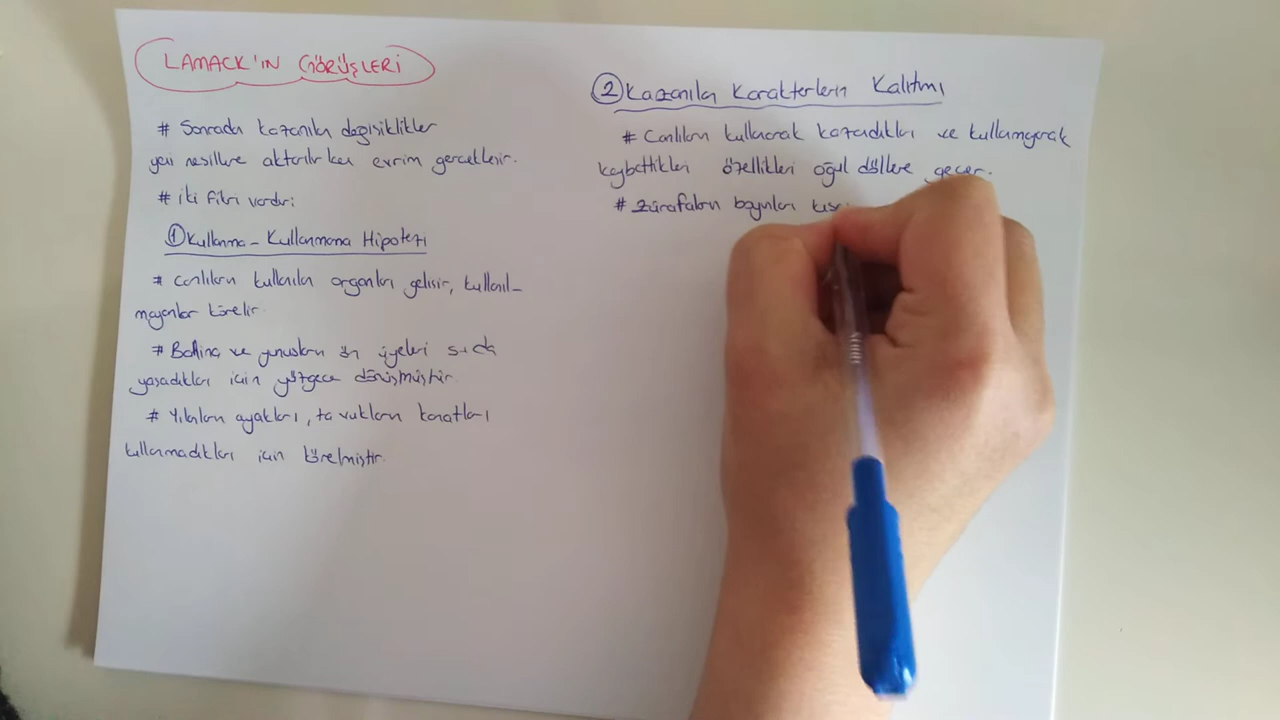 LAMACK'IN GÖRÜŞLERİ
# Sonradan kazanılan değişiklikler
yeni nesillere aktarılırken evrim gerçekleşir.
# İki fikri vardır:
① Kullanma - Kullanmama Hipotezi
# Canlıların kullanılan organları gelişir, kullanıl-
mayanlar körelir.
# Balina ve yunusların ön üyeleri suda
yaşadıkları için yüzgece dönüşmüştür.
# Yılanların ayakları, tavukların kanatları
kullanmadıkları için körelmiştir.
② Kazanılan Karakterlerin Kalıtımı
# Canlıların kullanarak kazandıkları ve kullanmayarak
kaybettikleri özellikleri oğul döllere geçer.
# Zürafaların boyunları